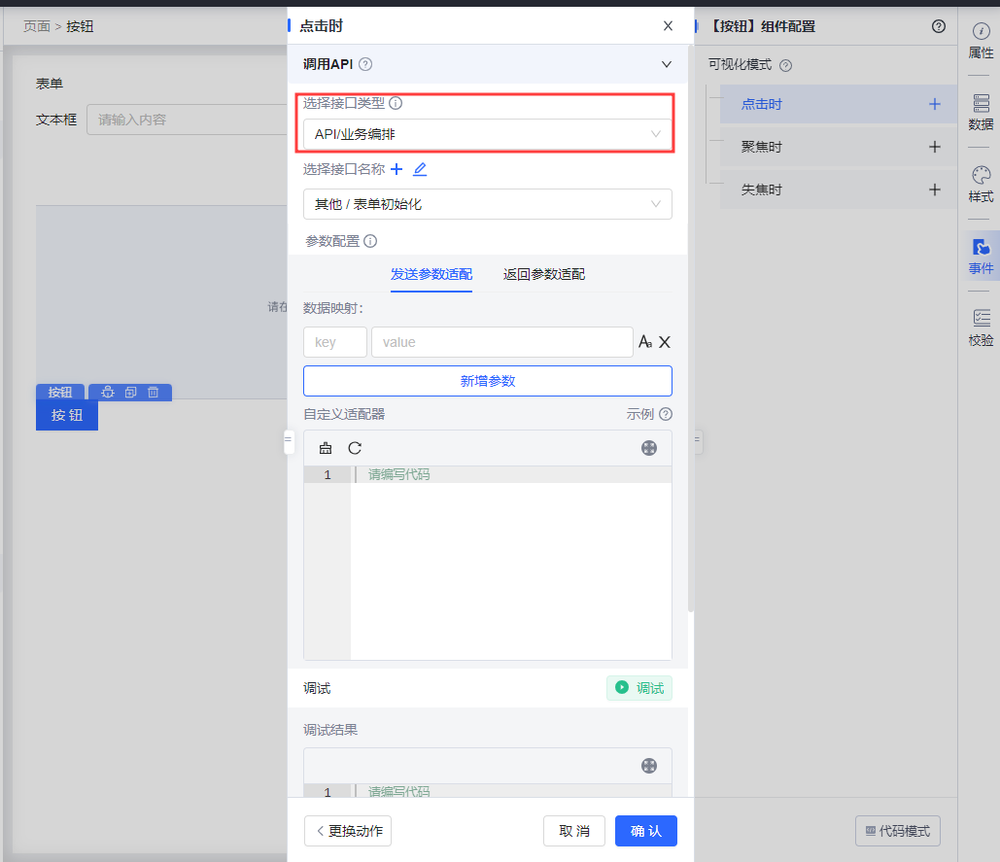 页面 > 按钮
表单
文本框
请输入内容
请在
按钮
按 钮
点击时
调用API
选择接口类型
API/业务编排
选择接口名称
其他 / 表单初始化
参数配置
发送参数适配
返回参数适配
数据映射:
key
value
新增参数
自定义适配器
示例
1
请编写代码
调试
调试
调试结果
1
请编写代码
更换动作
取 消
确 认
【按钮】组件配置
可视化模式
点击时
聚焦时
失焦时
代码模式
属性
数据
样式
事件
校验